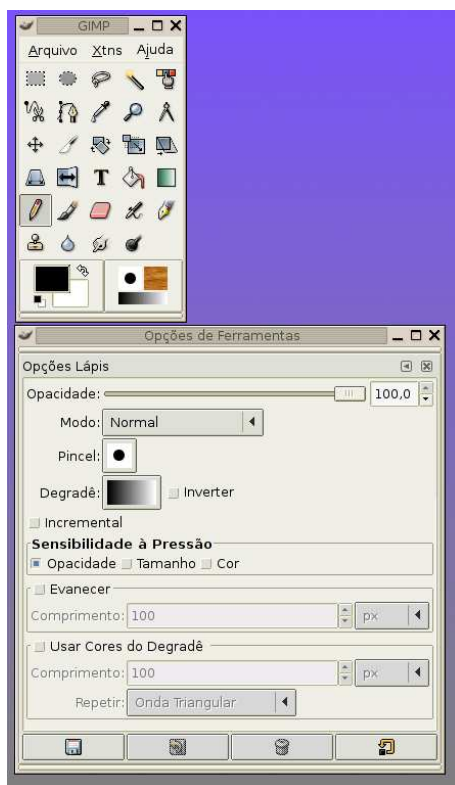 GIMP
Arquivo Xtns Ajuda
T
Opções de Ferramentas
Opções Lápis
Opacidade: 100,0
Modo: Normal
Pincel:
Degradê: Inverter
Incremental
Sensibilidade à Pressão
Opacidade Tamanho Cor
Evanecer
Comprimento: 100 px
Usar Cores do Degradê
Comprimento: 100 px
Repetir: Onda Triangular